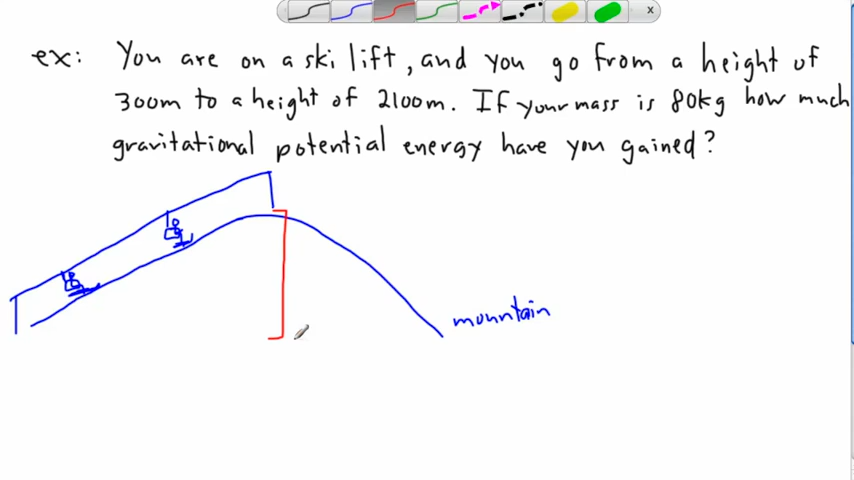 ex: You are on a ski lift, and you go from a height of
300m to a height of 2100m. If your mass is 80kg how much
gravitational potential energy have you gained?
mountain